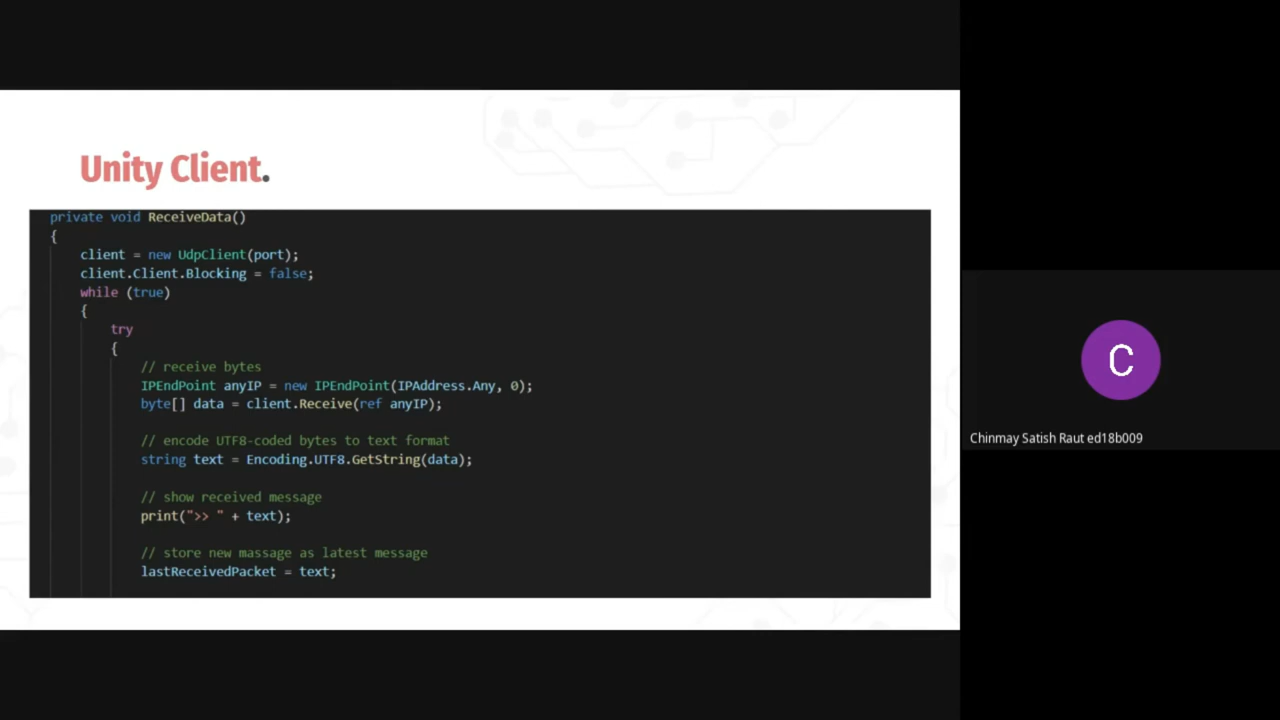 Unity Client.
private void ReceiveData()
{
client = new UdpClient(port);
client.Client.Blocking = false;
while (true)
{
try
{
// receive bytes
IPEndPoint anyIP = new IPEndPoint(IPAddress.Any, 0);
byte[] data = client.Receive(ref anyIP);
// encode UTF8-coded bytes to text format
string text = Encoding.UTF8.GetString(data);
// show received message
print(">> " + text);
// store new massage as latest message
lastReceivedPacket = text;
C
Chinmay Satish Raut ed18b009